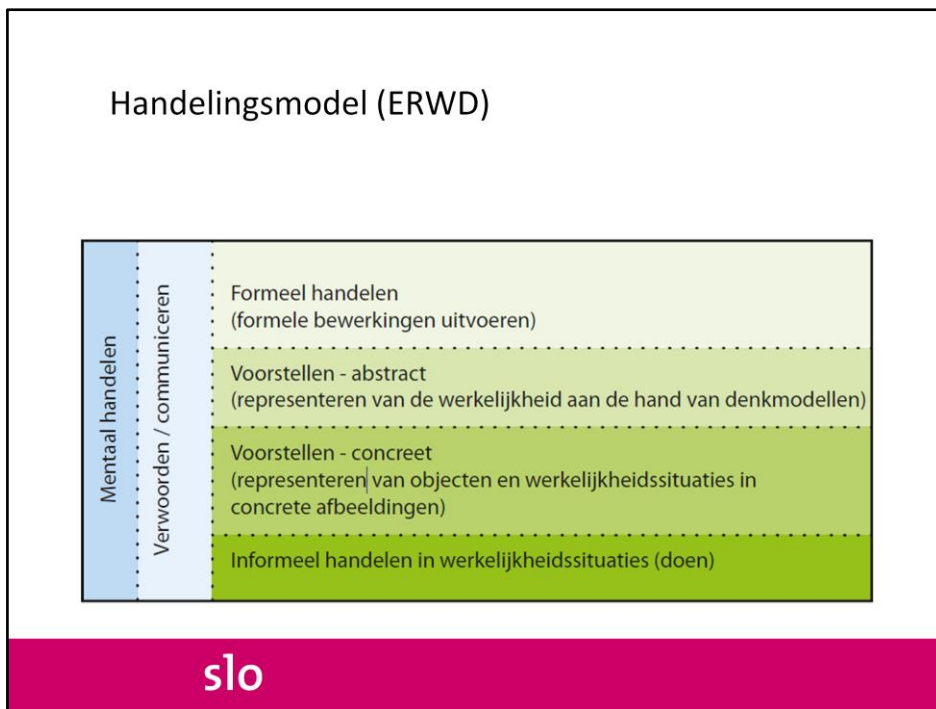 Handelingsmodel (ERWD)
Mentaal handelen
Verwoorden / communiceren
Formeel handelen
(formele bewerkingen uitvoeren)
Voorstellen - abstract
(representeren van de werkelijkheid aan de hand van denkmodellen)
Voorstellen - concreet
(representeren van objecten en werkelijkheidssituaties in
concrete afbeeldingen)
Informeel handelen in werkelijkheidssituaties (doen)
slo